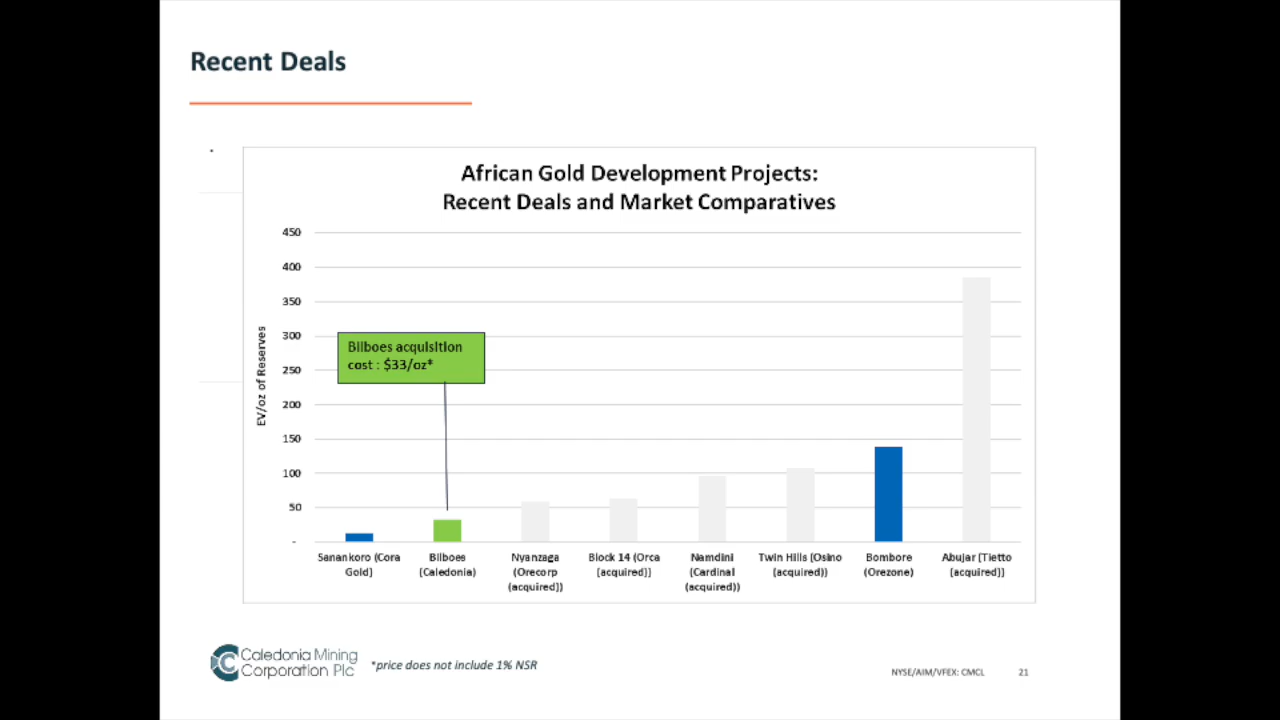 Recent Deals
African Gold Development Projects:
Recent Deals and Market Comparatives
450
400
350
300
250
200
150
100
50
-
EV/oz of Reserves
Bilboes acquisition
cost : $33/oz*
Sanankoro (Cora
Gold)
Bilboes
(Caledonia)
Nyanzaga
(Orecorp
(acquired))
Block 14 (Orca
(acquired))
Namdini
(Cardinal
(acquired))
Twin Hills (Osino
(acquired))
Bombore
(Orezone)
Abujar (Tietto
(acquired))
Caledonia Mining
Corporation Plc
*price does not include 1% NSR
NYSE/AIM/VFEX: CMCL
21